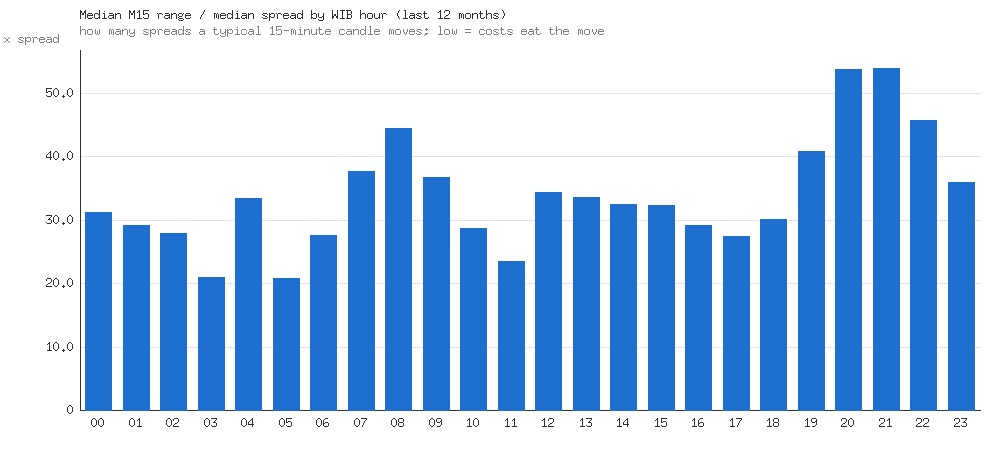 Median M15 range / median spread by WIB hour (last 12 months)
how many spreads a typical 15-minute candle moves; low = costs eat the move
× spread
50.0
40.0
30.0
20.0
10.0
0
00 01 02 03 04 05 06 07 08 09 10 11 12 13 14 15 16 17 18 19 20 21 22 23